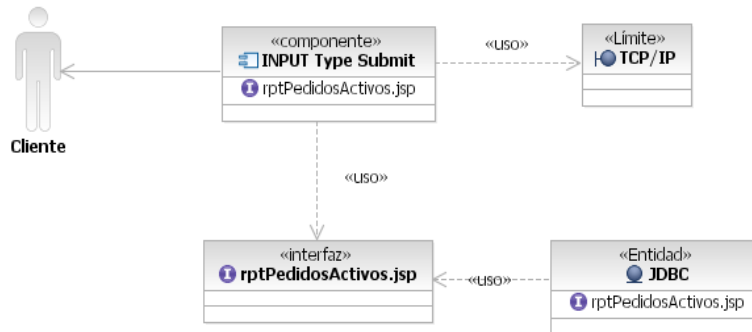 «componente»
INPUT Type Submit
rptPedidosActivos.jsp
«uso»
«Límite»
TCP/IP
Cliente
«uso»
«interfaz»
rptPedidosActivos.jsp
«uso»
«Entidad»
JDBC
rptPedidosActivos.jsp